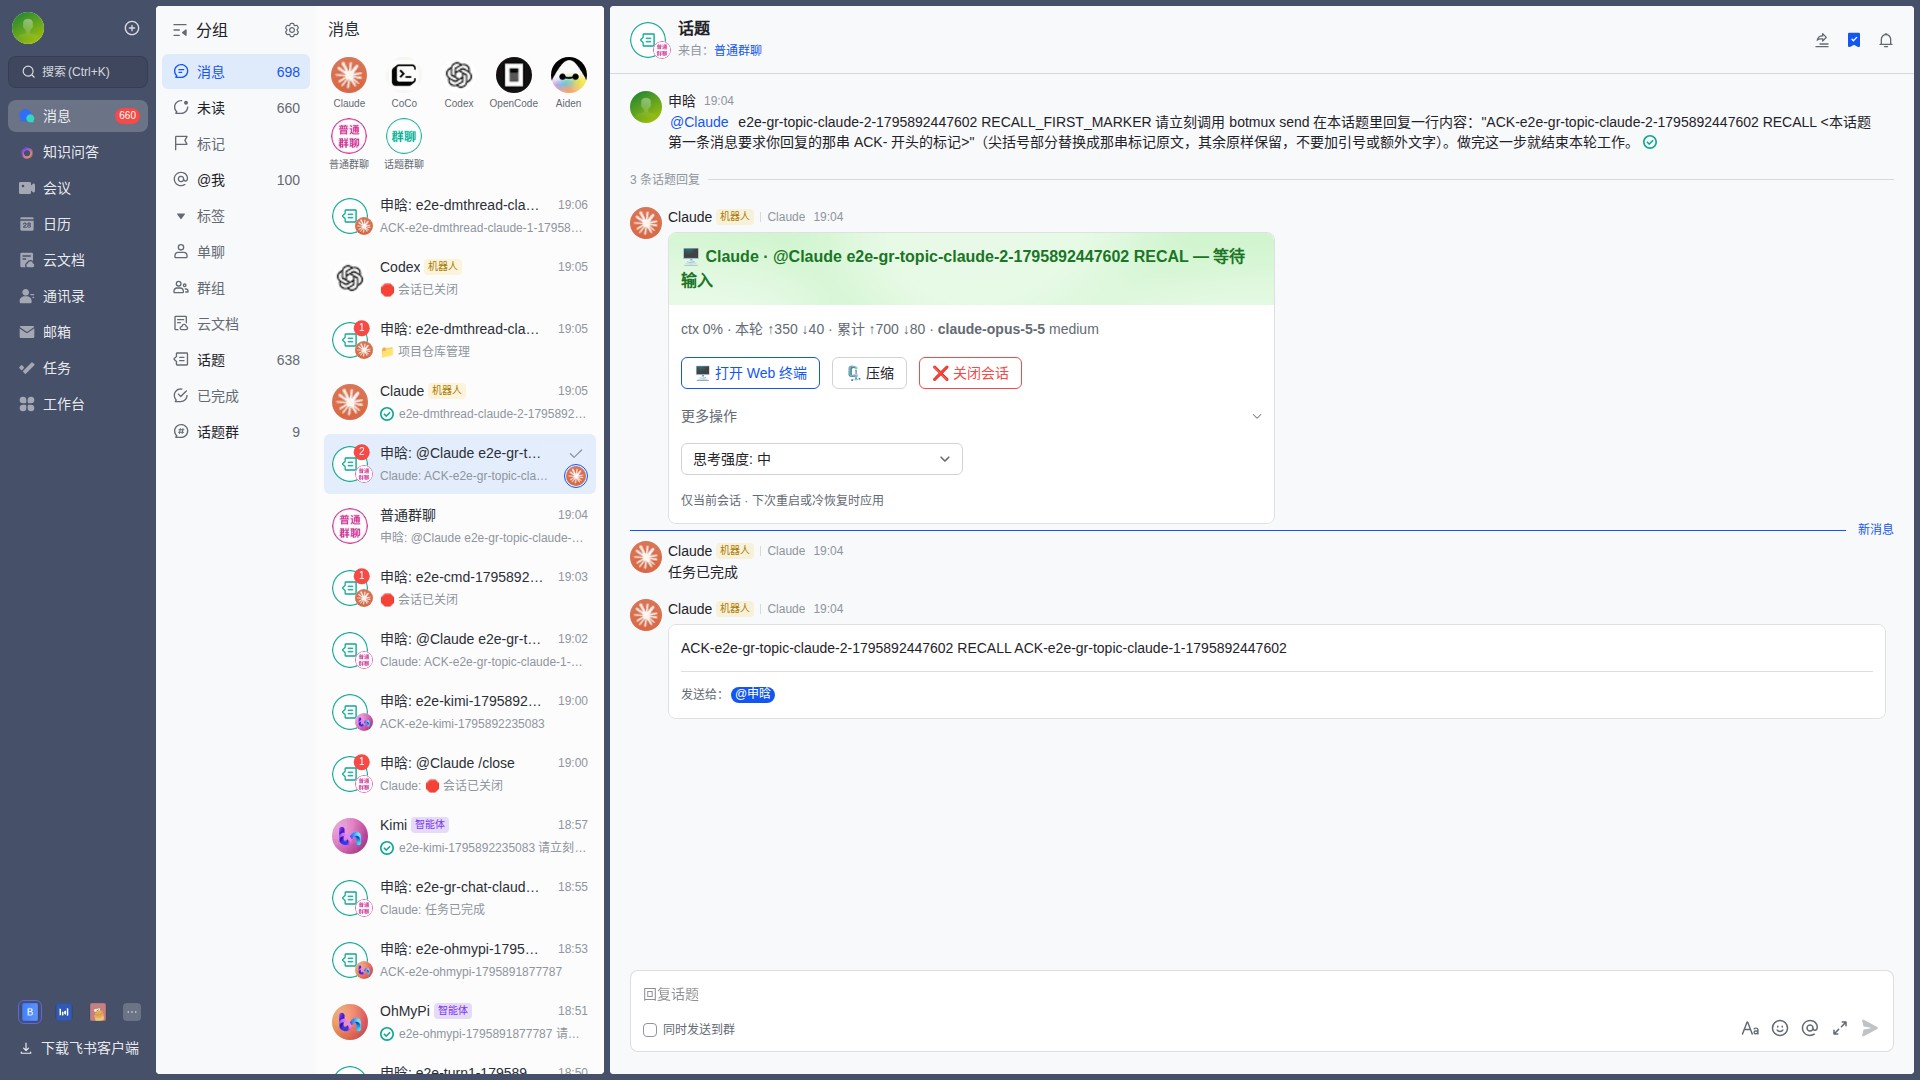 搜索 (Ctrl+K)
消息 660
知识问答
会议
日历
云文档
通讯录
邮箱
任务
工作台
下载飞书客户端
分组
消息 698
未读 660
标记
@我 100
标签
单聊
群组
云文档
话题 638
已完成
话题群 9
消息
Claude
CoCo
Codex
OpenCode
Aiden
普通群聊
普通群聊
群聊
话题群聊
申晗: e2e-dmthread-cla… 19:06
ACK-e2e-dmthread-claude-1-17958…
Codex 机器人 19:05
会话已关闭
1
申晗: e2e-dmthread-cla… 19:05
项目仓库管理
Claude 机器人 19:05
e2e-dmthread-claude-2-1795892…
2
申晗: @Claude e2e-gr-t…
Claude: ACK-e2e-gr-topic-cla…
普通群聊
普通群聊 19:04
申晗: @Claude e2e-gr-topic-claude-…
1
申晗: e2e-cmd-1795892… 19:03
会话已关闭
申晗: @Claude e2e-gr-t… 19:02
Claude: ACK-e2e-gr-topic-claude-1-…
申晗: e2e-kimi-1795892… 19:00
ACK-e2e-kimi-1795892235083
1
申晗: @Claude /close 19:00
Claude: 会话已关闭
Kimi 智能体 18:57
e2e-kimi-1795892235083 请立刻…
申晗: e2e-gr-chat-claud… 18:55
Claude: 任务已完成
申晗: e2e-ohmypi-1795… 18:53
ACK-e2e-ohmypi-1795891877787
OhMyPi 智能体 18:51
e2e-ohmypi-1795891877787 请…
申晗: e2e-turn1-179589… 18:50
话题
来自：普通群聊
申晗 19:04
@Claude e2e-gr-topic-claude-2-1795892447602 RECALL_FIRST_MARKER 请立刻调用 botmux send 在本话题里回复一行内容："ACK-e2e-gr-topic-claude-2-1795892447602 RECALL <本话题
第一条消息要求你回复的那串 ACK- 开头的标记>"（尖括号部分替换成那串标记原文，其余原样保留，不要加引号或额外文字）。做完这一步就结束本轮工作。
3 条话题回复
Claude 机器人 Claude 19:04
Claude · @Claude e2e-gr-topic-claude-2-1795892447602 RECAL — 等待
输入
ctx 0% · 本轮 ↑350 ↓40 · 累计 ↑700 ↓80 · claude-opus-5-5 medium
打开 Web 终端
压缩
关闭会话
更多操作
思考强度: 中
仅当前会话 · 下次重启或冷恢复时应用
新消息
Claude 机器人 Claude 19:04
任务已完成
Claude 机器人 Claude 19:04
ACK-e2e-gr-topic-claude-2-1795892447602 RECALL ACK-e2e-gr-topic-claude-1-1795892447602
发送给： @申晗
回复话题
同时发送到群